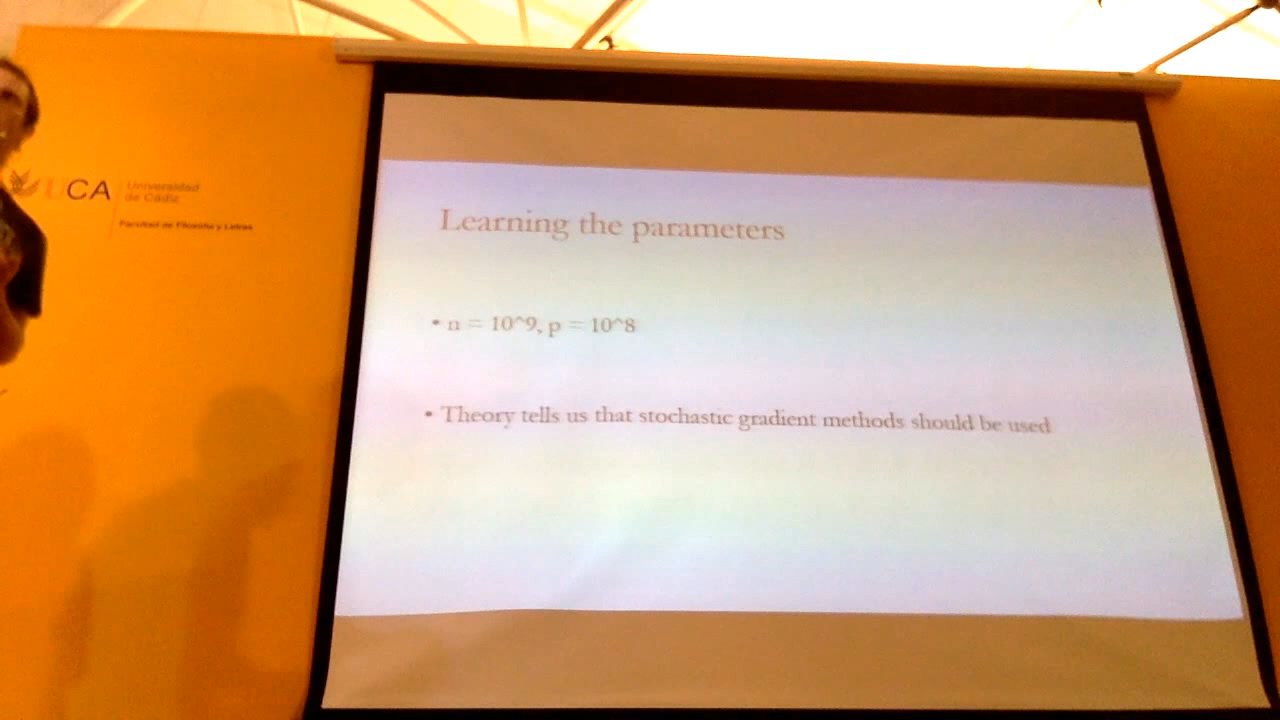 UCA
Universidad
de Cádiz
Facultad de Filosofía y Letras
Learning the parameters
• n = 10^9, p = 10^8
• Theory tells us that stochastic gradient methods should be used